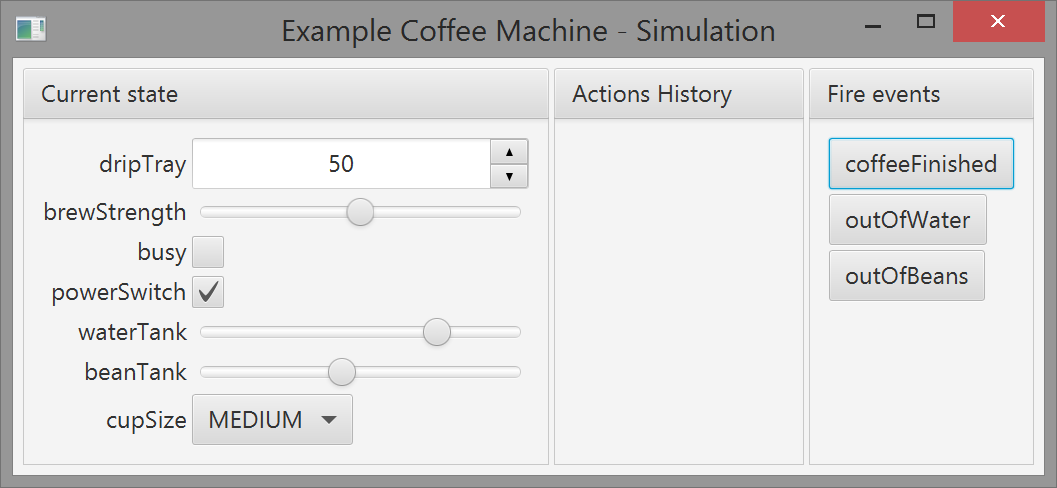 Example Coffee Machine - Simulation
Current state
dripTray 50
brewStrength
busy
powerSwitch
waterTank
beanTank
cupSize MEDIUM
Actions History
Fire events
coffeeFinished
outOfWater
outOfBeans